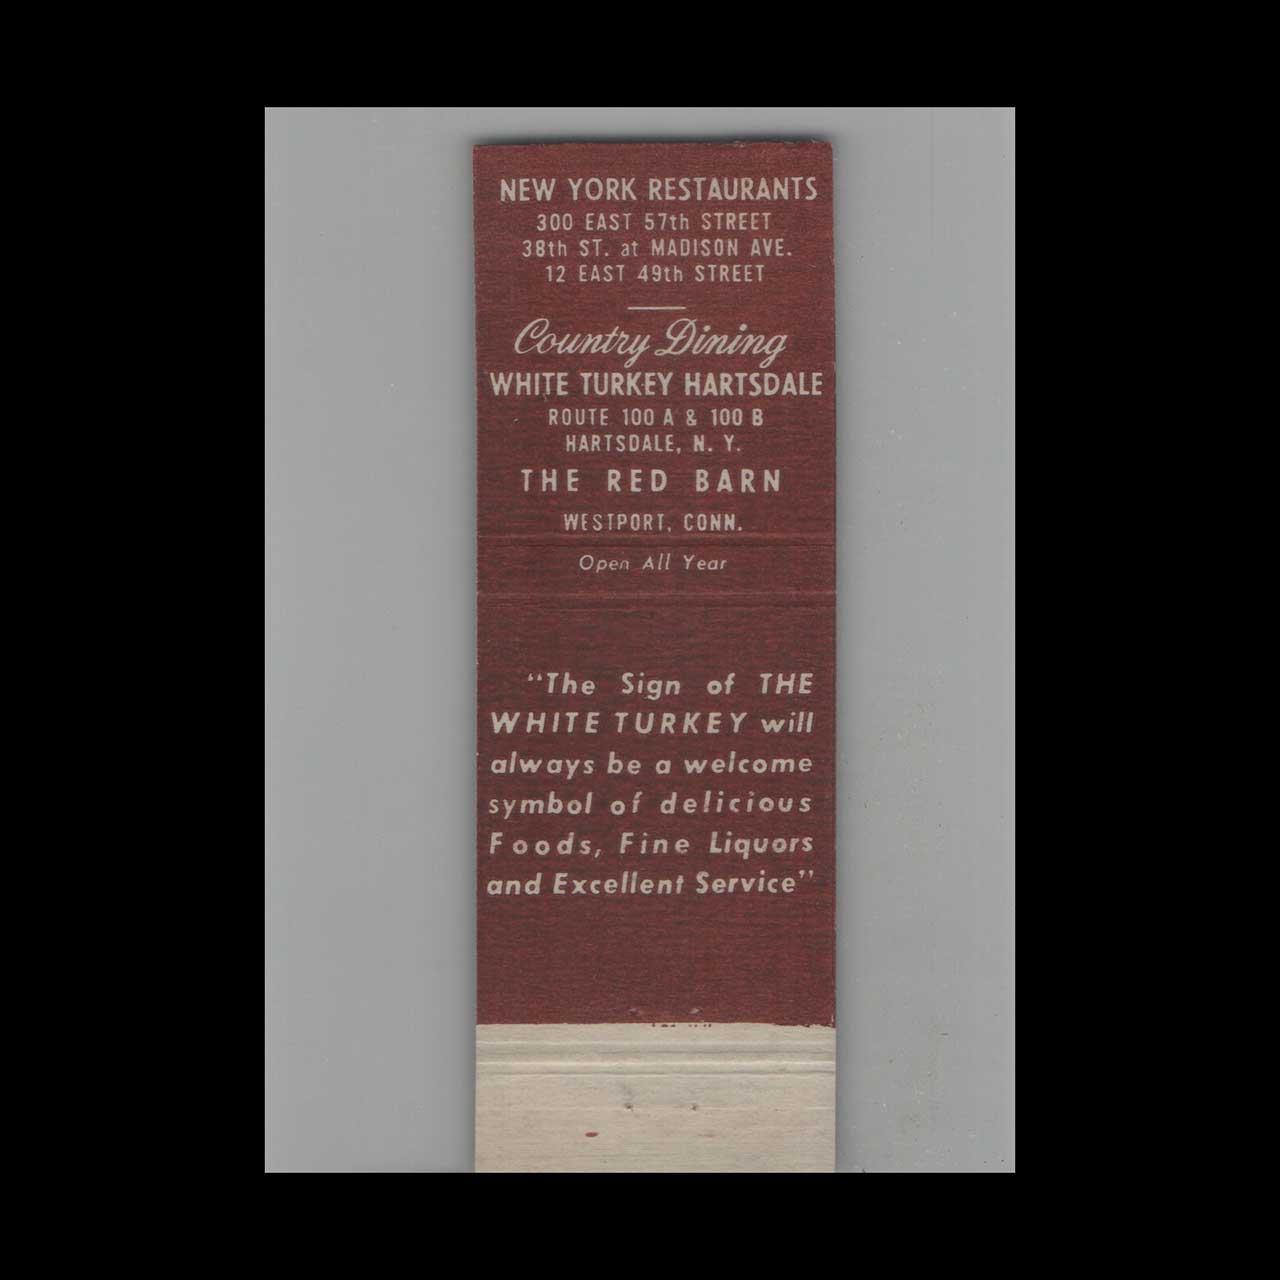 NEW YORK RESTAURANTS
300 EAST 57th STREET
38th ST. at MADISON AVE.
12 EAST 49th STREET
Country Dining
WHITE TURKEY HARTSDALE
ROUTE 100 A & 100 B
HARTSDALE, N. Y.
THE RED BARN
WESTPORT, CONN.
Open All Year
"The Sign of THE
WHITE TURKEY will
always be a welcome
symbol of delicious
Foods, Fine Liquors
and Excellent Service"